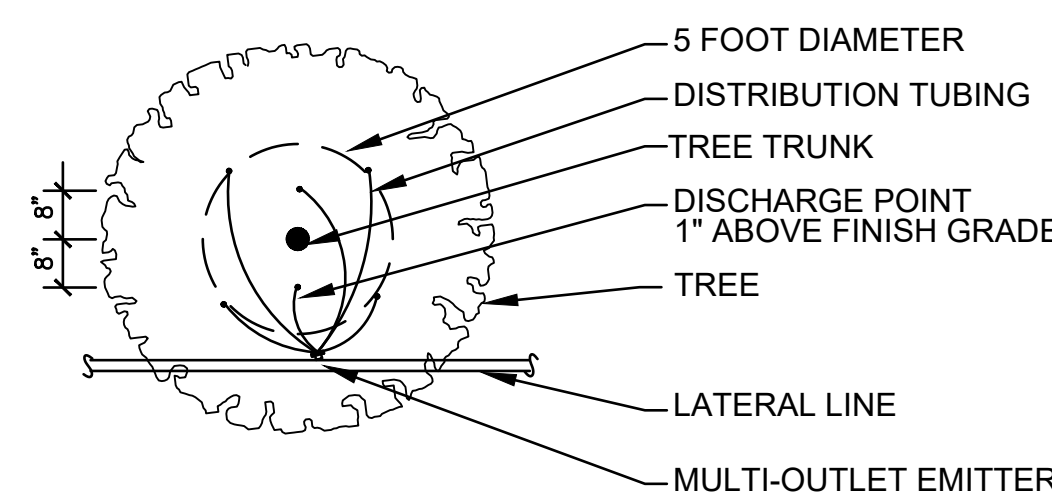 5 FOOT DIAMETER
DISTRIBUTION TUBING
TREE TRUNK
DISCHARGE POINT
1" ABOVE FINISH GRADE
TREE
LATERAL LINE
MULTI-OUTLET EMITTER
8"
8"